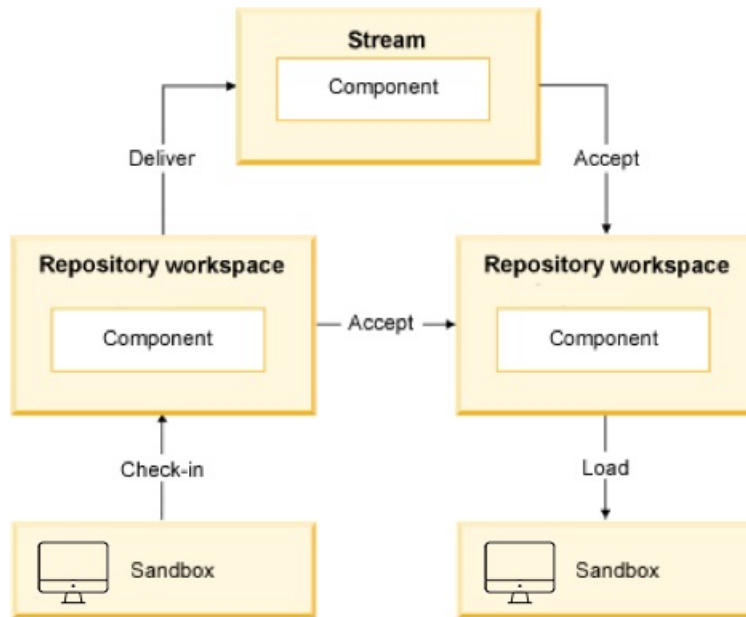 Stream
Component
Deliver
Accept
Repository workspace
Repository workspace
Component
Accept
Component
Check-in
Load
Sandbox
Sandbox